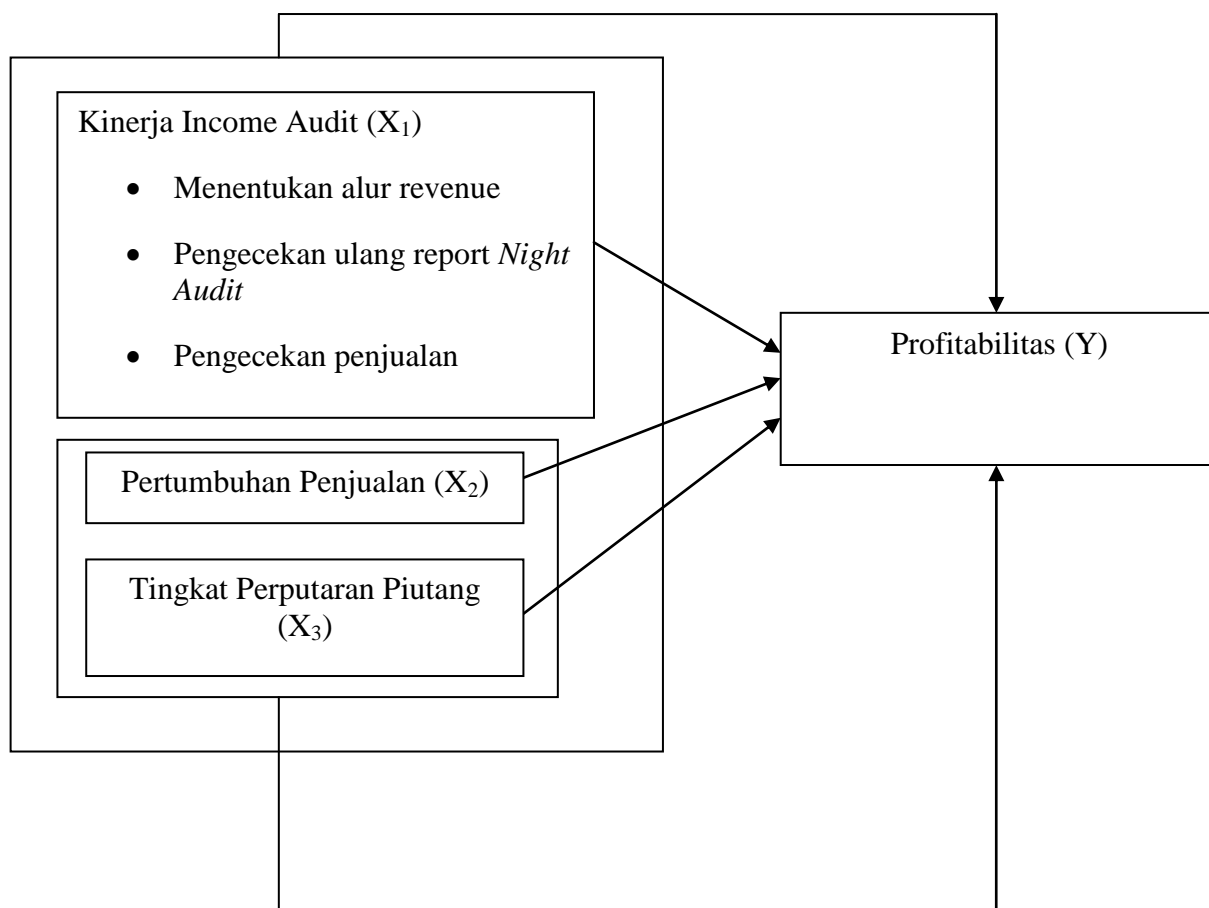 Kinerja Income Audit (X₁)
• Menentukan alur revenue
• Pengecekan ulang report Night
Audit
• Pengecekan penjualan
Profitabilitas (Y)
Pertumbuhan Penjualan (X₂)
Tingkat Perputaran Piutang
(X₃)